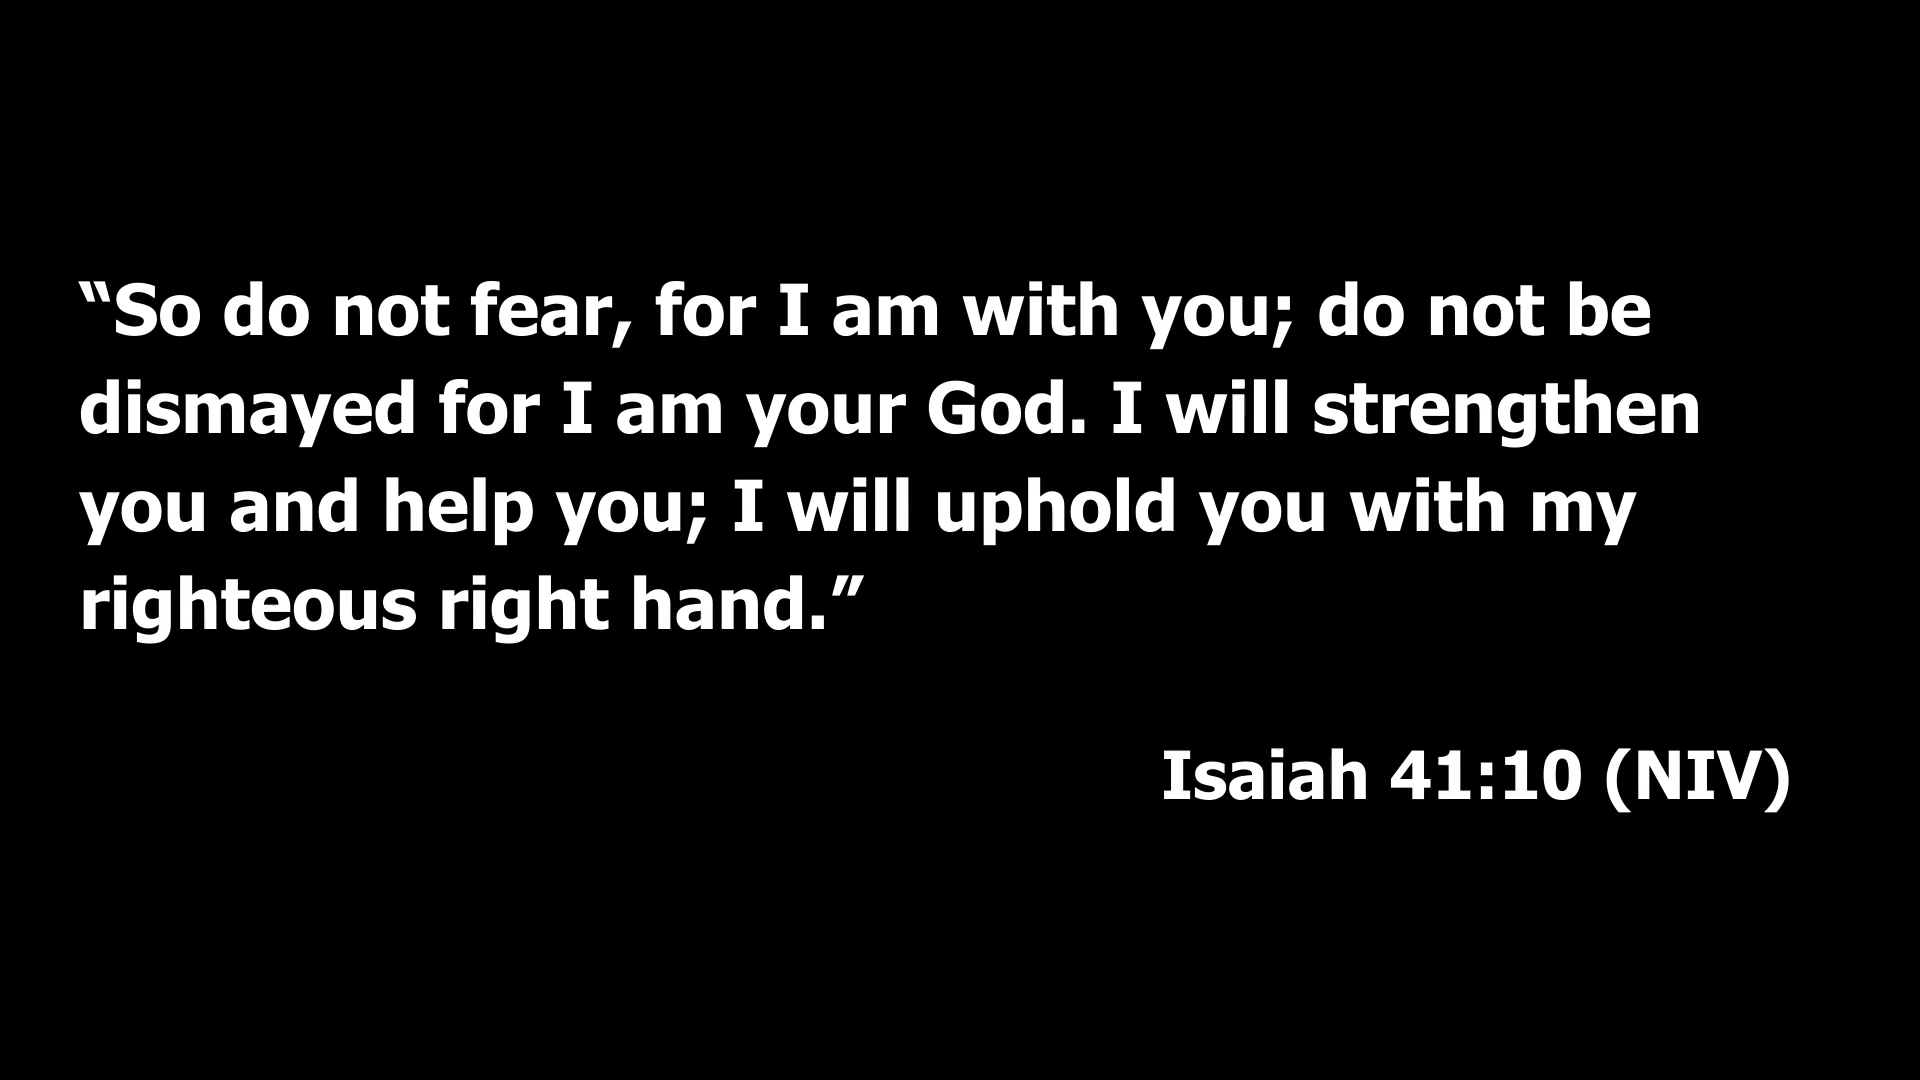 “So do not fear, for I am with you; do not be
dismayed for I am your God. I will strengthen
you and help you; I will uphold you with my
righteous right hand.”
Isaiah 41:10 (NIV)